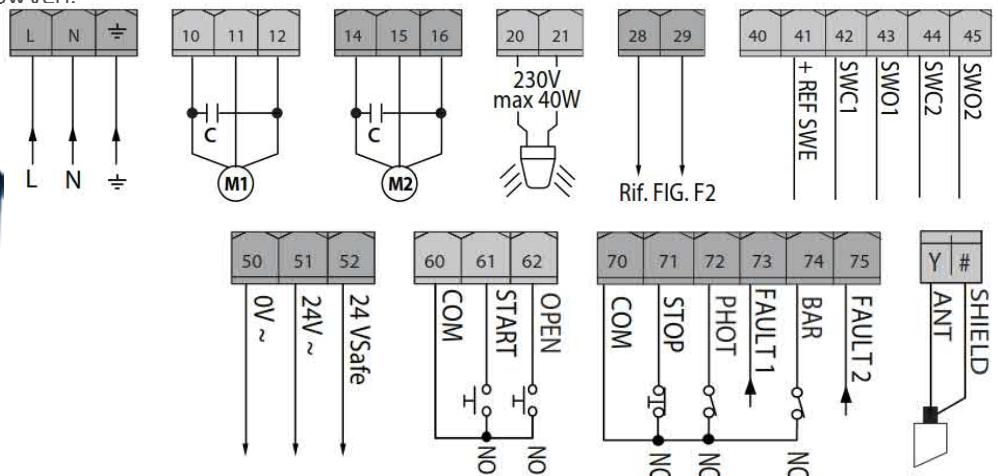 L N
10 11 12
14 15 16
20 21
28 29
40 41 42 43 44 45
230V
max 40W
C
C
M1
M2
L N
Rif. FIG. F2
+ REF SWE
SWC1
SWO1
SWC2
SWO2
50 51 52
60 61 62
70 71 72 73 74 75
Y #
0V ~
24V ~
24 VSafe
COM
START
OPEN
COM
STOP
PHOT
FAULT 1
BAR
FAULT 2
ANT
SHIELD
NO
NO